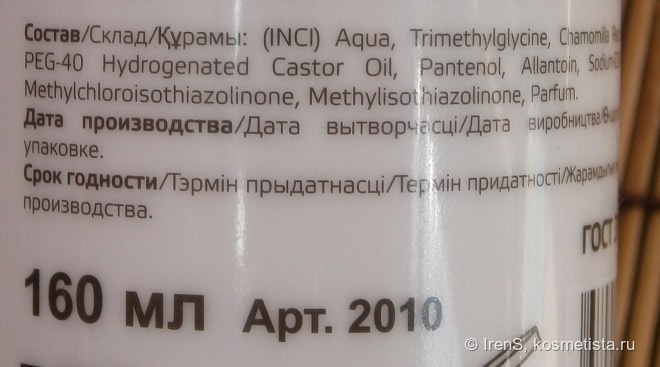 Состав/Склад/Құрамы: (INCI) Aqua, Trimethylglycine, Chamomilla
PEG-40 Hydrogenated Castor Oil, Pantenol, Allantoin,
Methylchloroisothiazolinone, Methylisothiazolinone, Parfum.
Дата производства/Дата вытворчасці/Дата виробництва/
упаковке.
Срок годности/Тэрмін прыдатнасці/Термін придатності/
производства.
ГОСТ
160 мл Арт. 2010
© IrenS, kosmetista.ru